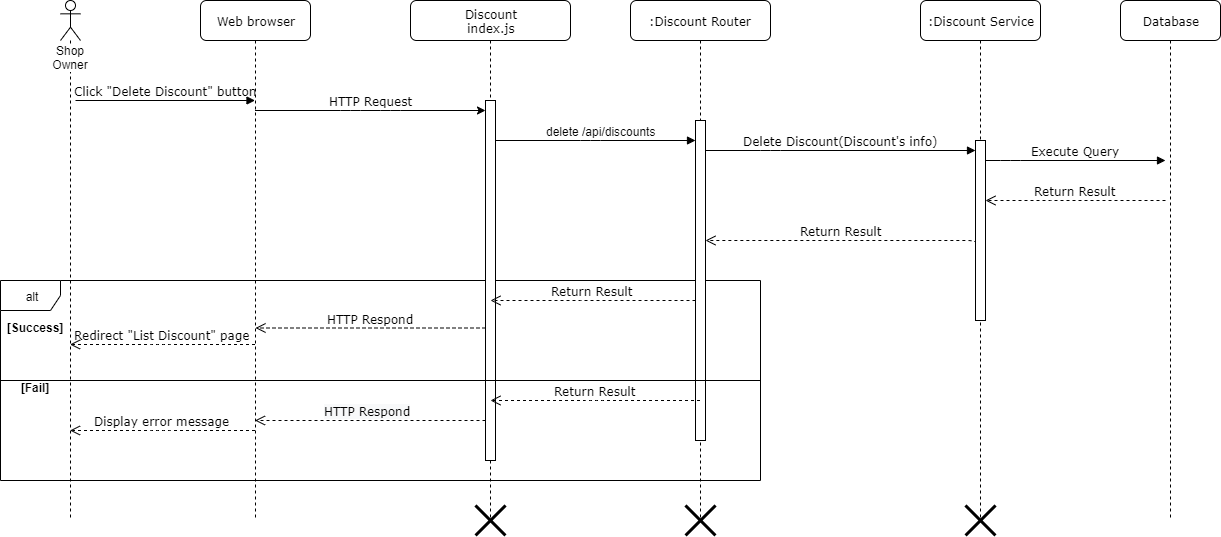 Shop
Owner
Web browser
Discount
index.js
:Discount Router
:Discount Service
Database
Click "Delete Discount" button
HTTP Request
delete /api/discounts
Delete Discount(Discount's info)
Execute Query
Return Result
Return Result
alt
Return Result
[Success]
HTTP Respond
Redirect "List Discount" page
[Fail]
Return Result
HTTP Respond
Display error message